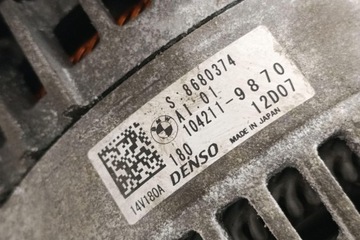 S 8680374
AI 01
104211-9870
180 12D07
DENSO MADE IN JAPAN
14V180A